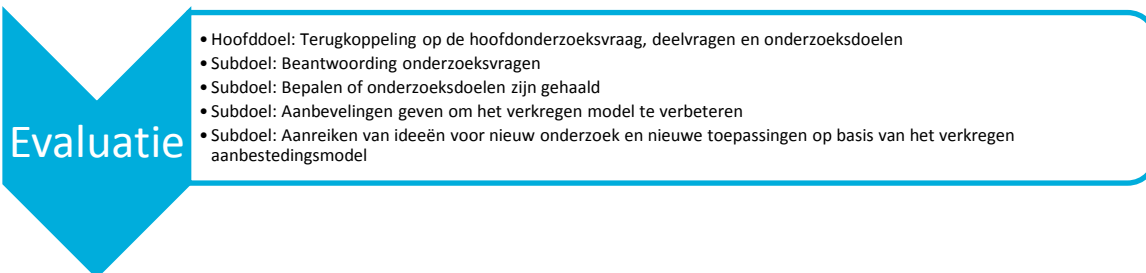 Evaluatie
• Hoofddoel: Terugkoppeling op de hoofdonderzoeksvraag, deelvragen en onderzoeksdoelen
• Subdoel: Beantwoording onderzoeksvragen
• Subdoel: Bepalen of onderzoeksdoelen zijn gehaald
• Subdoel: Aanbevelingen geven om het verkregen model te verbeteren
• Subdoel: Aanreiken van ideeën voor nieuw onderzoek en nieuwe toepassingen op basis van het verkregen
aanbestedingsmodel